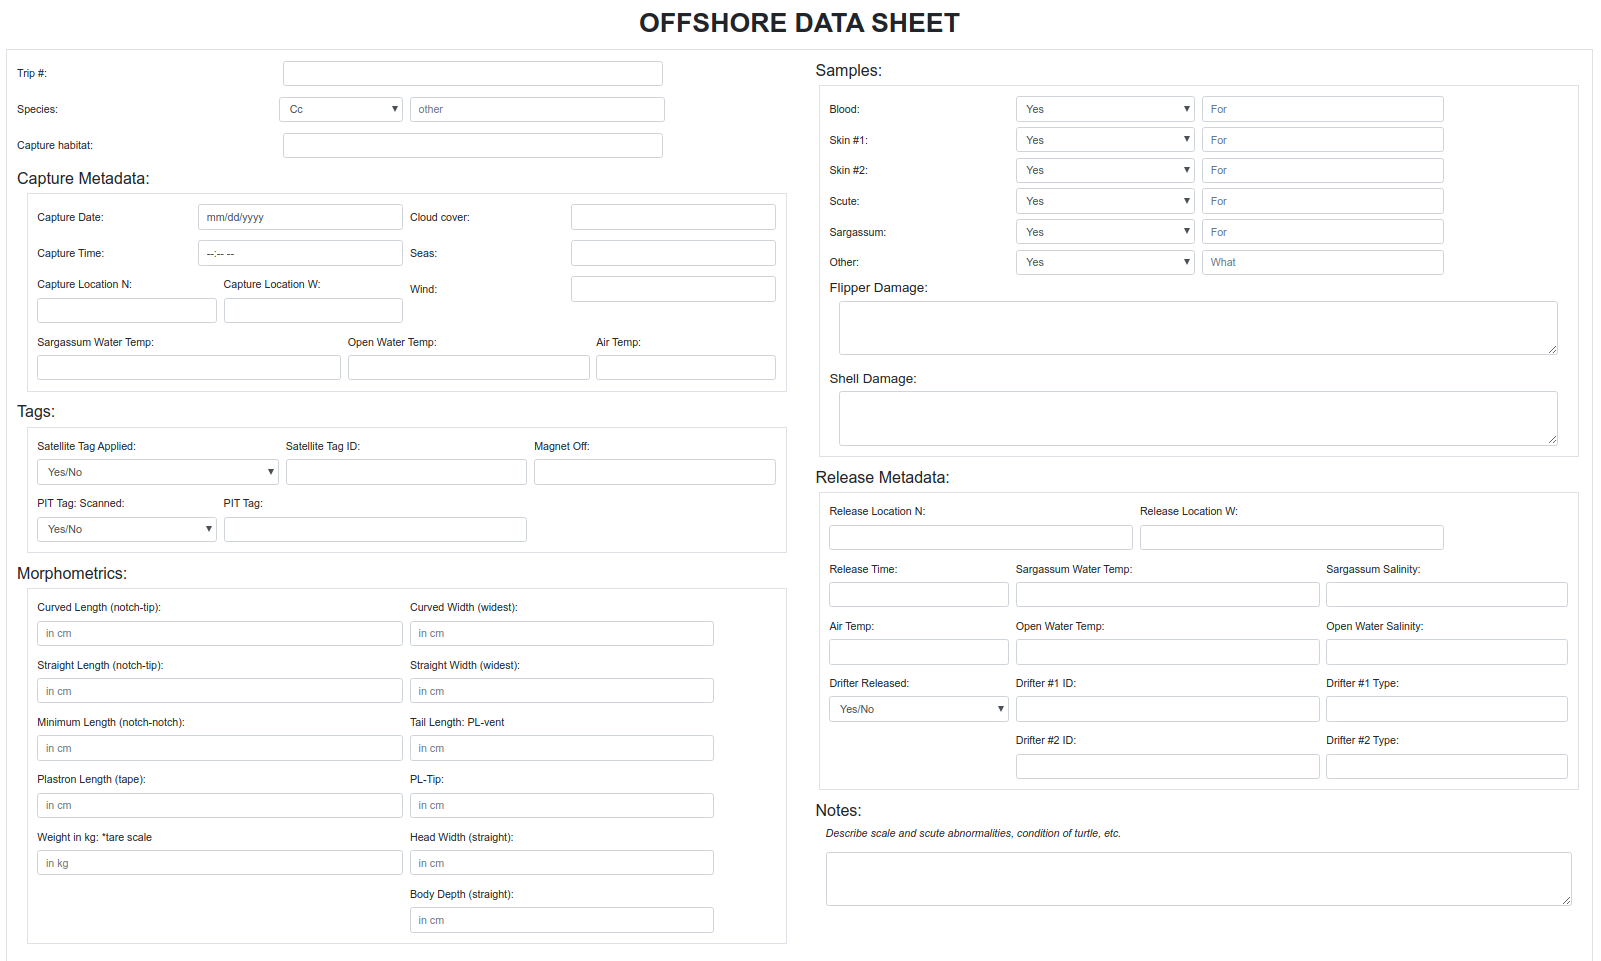 OFFSHORE DATA SHEET
Trip #:
Species: Cc other
Capture habitat:
Capture Metadata:
Capture Date: mm/dd/yyyy Cloud cover:
Capture Time: --:-- -- Seas:
Capture Location N: Capture Location W: Wind:
Sargassum Water Temp: Open Water Temp: Air Temp:
Tags:
Satellite Tag Applied: Satellite Tag ID: Magnet Off:
Yes/No
PIT Tag: Scanned: PIT Tag:
Yes/No
Morphometrics:
Curved Length (notch-tip): Curved Width (widest):
in cm in cm
Straight Length (notch-tip): Straight Width (widest):
in cm in cm
Minimum Length (notch-notch): Tail Length: PL-vent
in cm in cm
Plastron Length (tape): PL-Tip:
in cm in cm
Weight in kg: *tare scale Head Width (straight):
in kg in cm
Body Depth (straight):
in cm
Samples:
Blood: Yes For
Skin #1: Yes For
Skin #2: Yes For
Scute: Yes For
Sargassum: Yes For
Other: Yes What
Flipper Damage:
Shell Damage:
Release Metadata:
Release Location N: Release Location W:
Release Time: Sargassum Water Temp: Sargassum Salinity:
Air Temp: Open Water Temp: Open Water Salinity:
Drifter Released: Drifter #1 ID: Drifter #1 Type:
Yes/No
Drifter #2 ID: Drifter #2 Type:
Notes:
Describe scale and scute abnormalities, condition of turtle, etc.